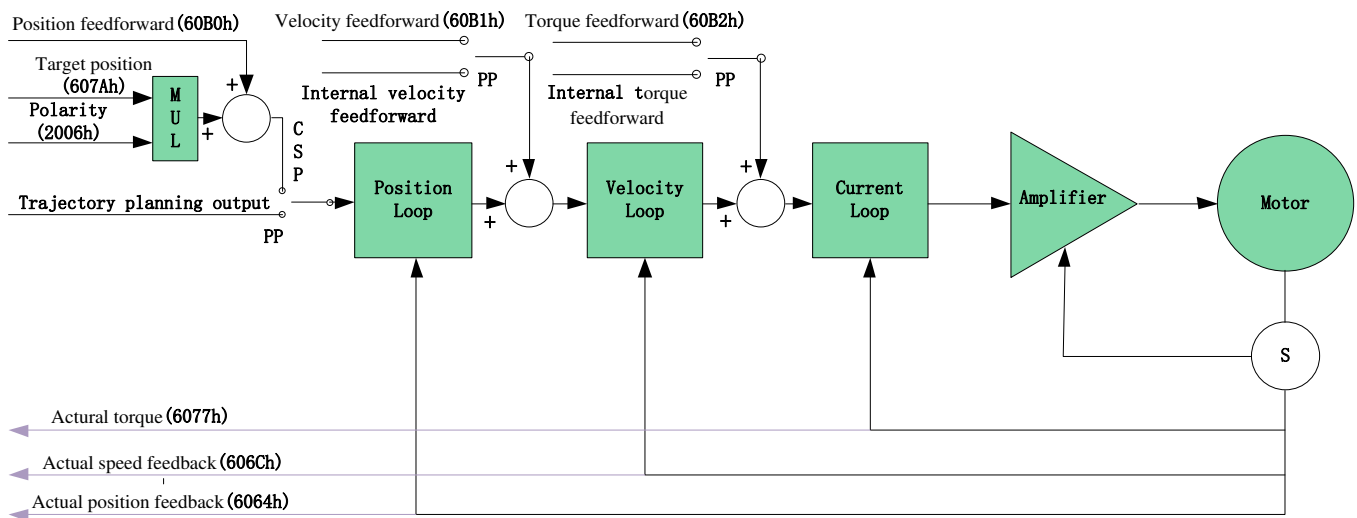 Position feedforward (60B0h)
Velocity feedforward (60B1h)
Torque feedforward (60B2h)
Target position
(607Ah)
Polarity
(2006h)
M
U
L
+
+
C
S
P
PP
Internal velocity
feedforward
PP
Internal torque
feedforward
PP
Trajectory planning output
PP
Position
Loop
+
+
Velocity
Loop
+
+
Current
Loop
Amplifier
Motor
S
Actural torque (6077h)
Actual speed feedback (606Ch)
Actual position feedback (6064h)